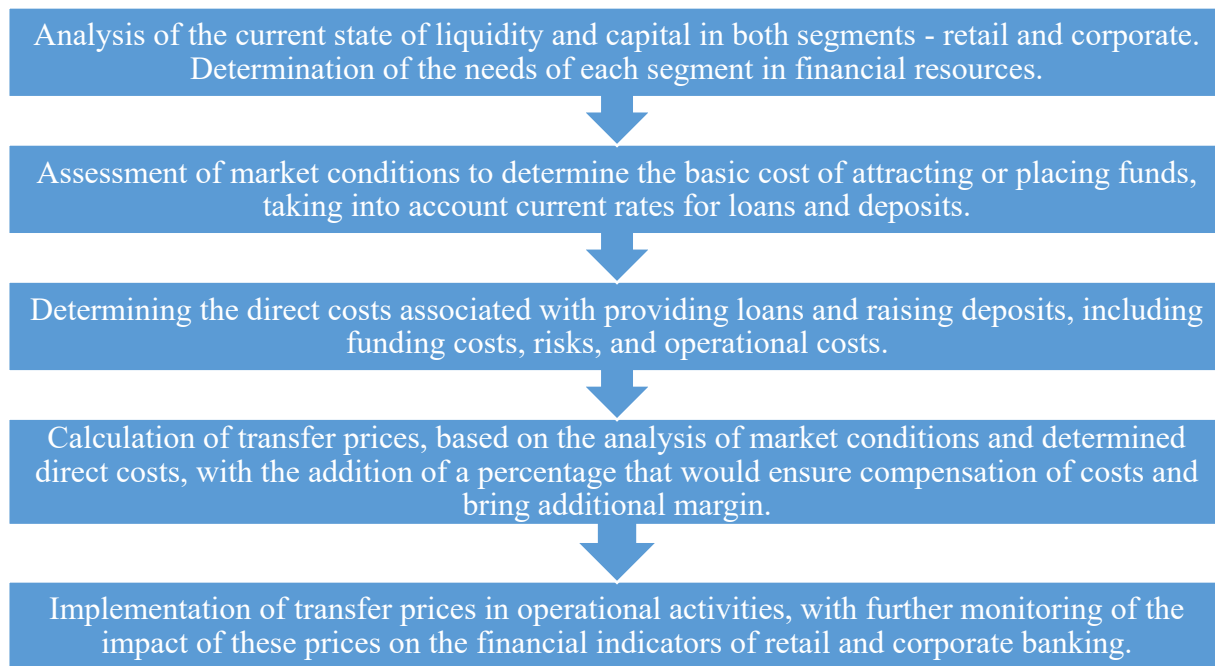 Analysis of the current state of liquidity and capital in both segments - retail and corporate.
Determination of the needs of each segment in financial resources.
Assessment of market conditions to determine the basic cost of attracting or placing funds,
taking into account current rates for loans and deposits.
Determining the direct costs associated with providing loans and raising deposits, including
funding costs, risks, and operational costs.
Calculation of transfer prices, based on the analysis of market conditions and determined
direct costs, with the addition of a percentage that would ensure compensation of costs and
bring additional margin.
Implementation of transfer prices in operational activities, with further monitoring of the
impact of these prices on the financial indicators of retail and corporate banking.